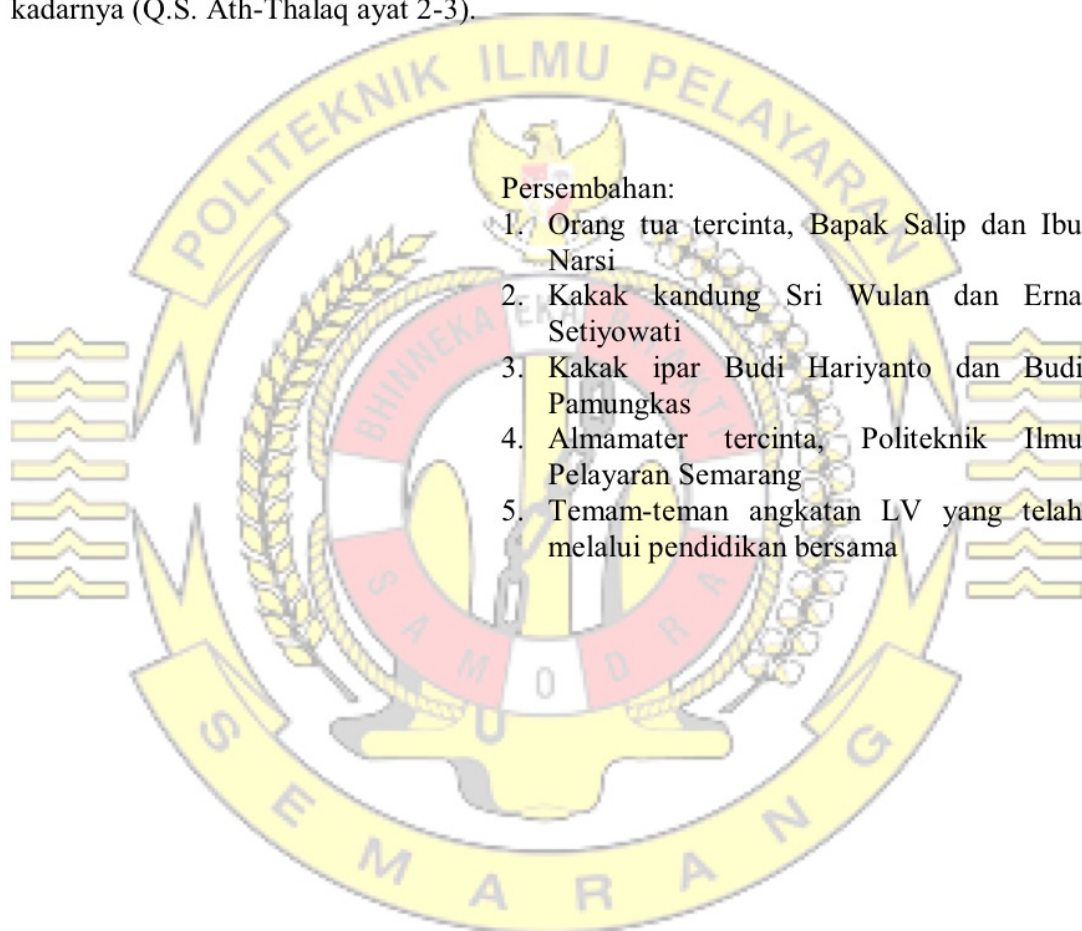 kadarnya (Q.S. Ath-Thalaq ayat 2-3).
POLITEKNIK ILMU PELAYARAN
Persembahan:
1. Orang tua tercinta, Bapak Salip dan Ibu
Narsi
2. Kakak kandung Sri Wulan dan Erna
Setiyowati
3. Kakak ipar Budi Hariyanto dan Budi
Pamungkas
4. Almamater tercinta, Politeknik Ilmu
Pelayaran Semarang
5. Temam-teman angkatan LV yang telah
melalui pendidikan bersama
BHINNEKA EKA
SAMODRA
SEMARANG